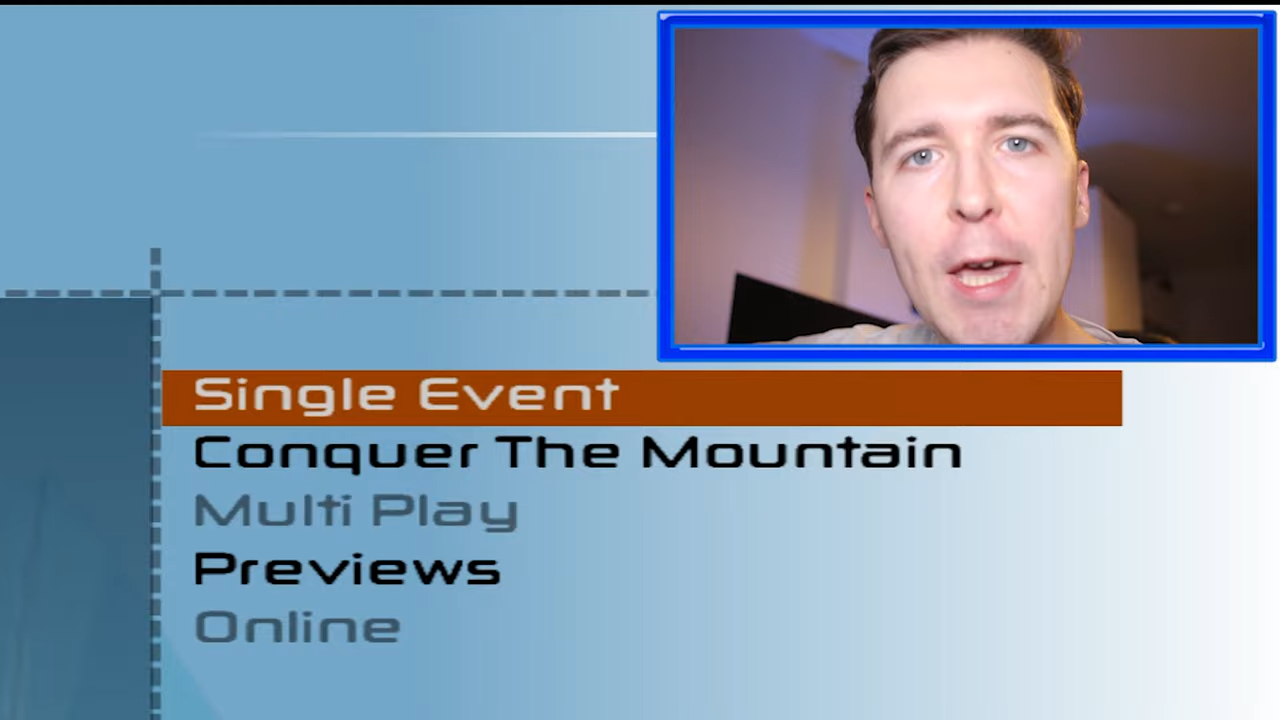 Single Event
Conquer The Mountain
Multi Play
Previews
Online